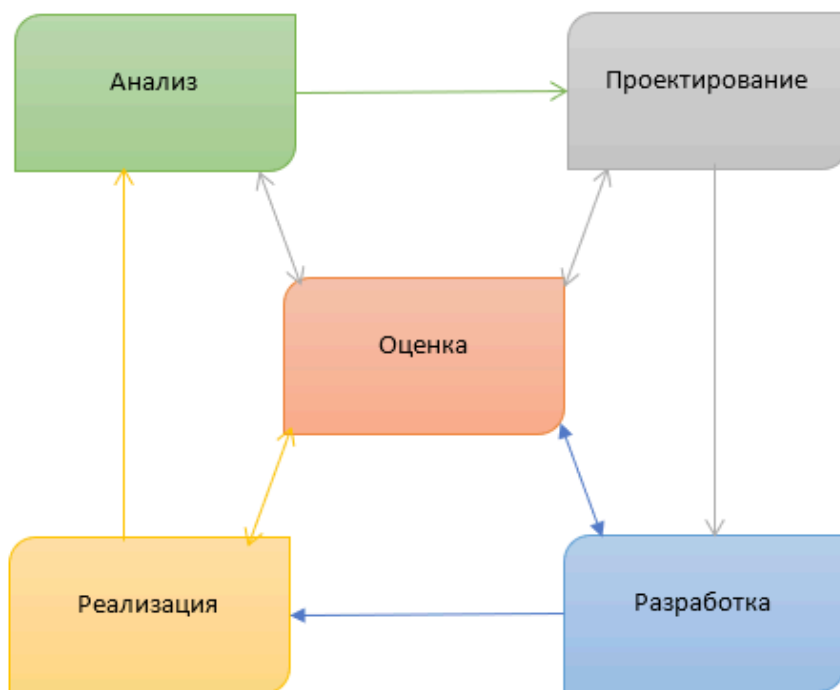 Анализ
Проектирование
Оценка
Реализация
Разработка